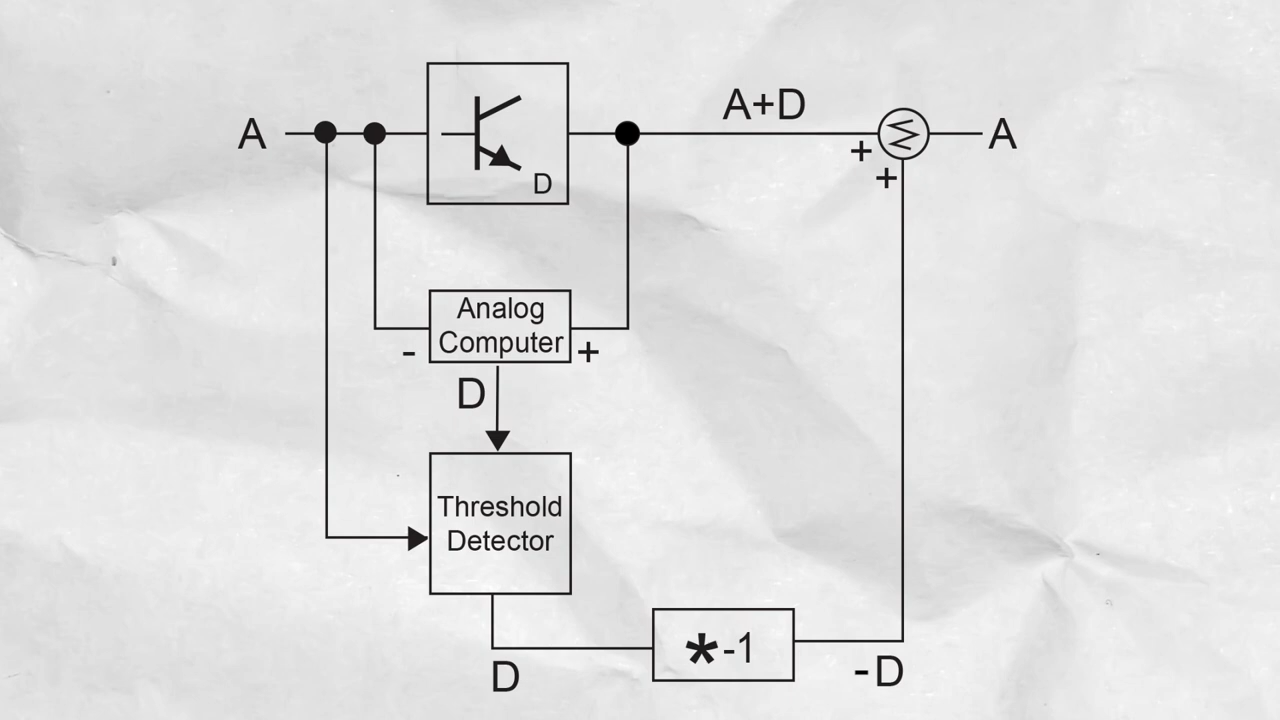 A
D
A+D
A
+
+
Analog
Computer
-
+
D
Threshold
Detector
*-1
D
-D